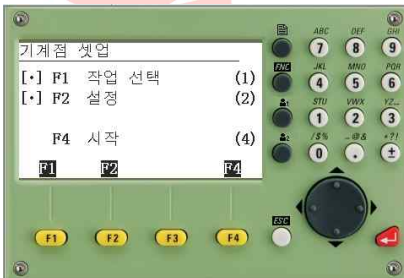 기계점 셋업
[•] F1 작업 선택 (1)
[•] F2 설정 (2)
F4 시작 (4)
F1 F2 F4
F1 F2 F3 F4
ABC DEF GHI
7 8 9
FNC JKL MNO PQR
4 5 6
STU VWX YZ...
1 2 3
/$% _@& *?!
0 . ±
ESC